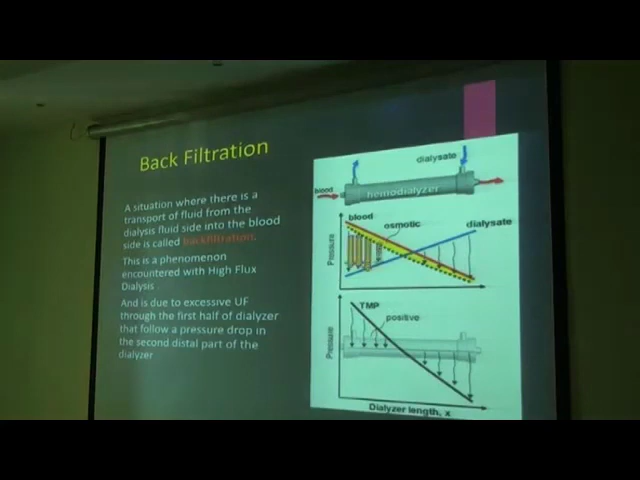 Back Filtration
A situation where there is a
transport of fluid from the
dialysis fluid side into the blood
side is called backfiltration.
This is a phenomenon
encountered with High Flux
Dialysis
And is due to excessive UF
through the first half of dialyzer
that follow a pressure drop in
the second distal part of the
dialyzer
dialysate
blood
hemodialyzer
blood
osmotic
dialysate
Pressure
TMP
positive
Pressure
Dialyzer length, x